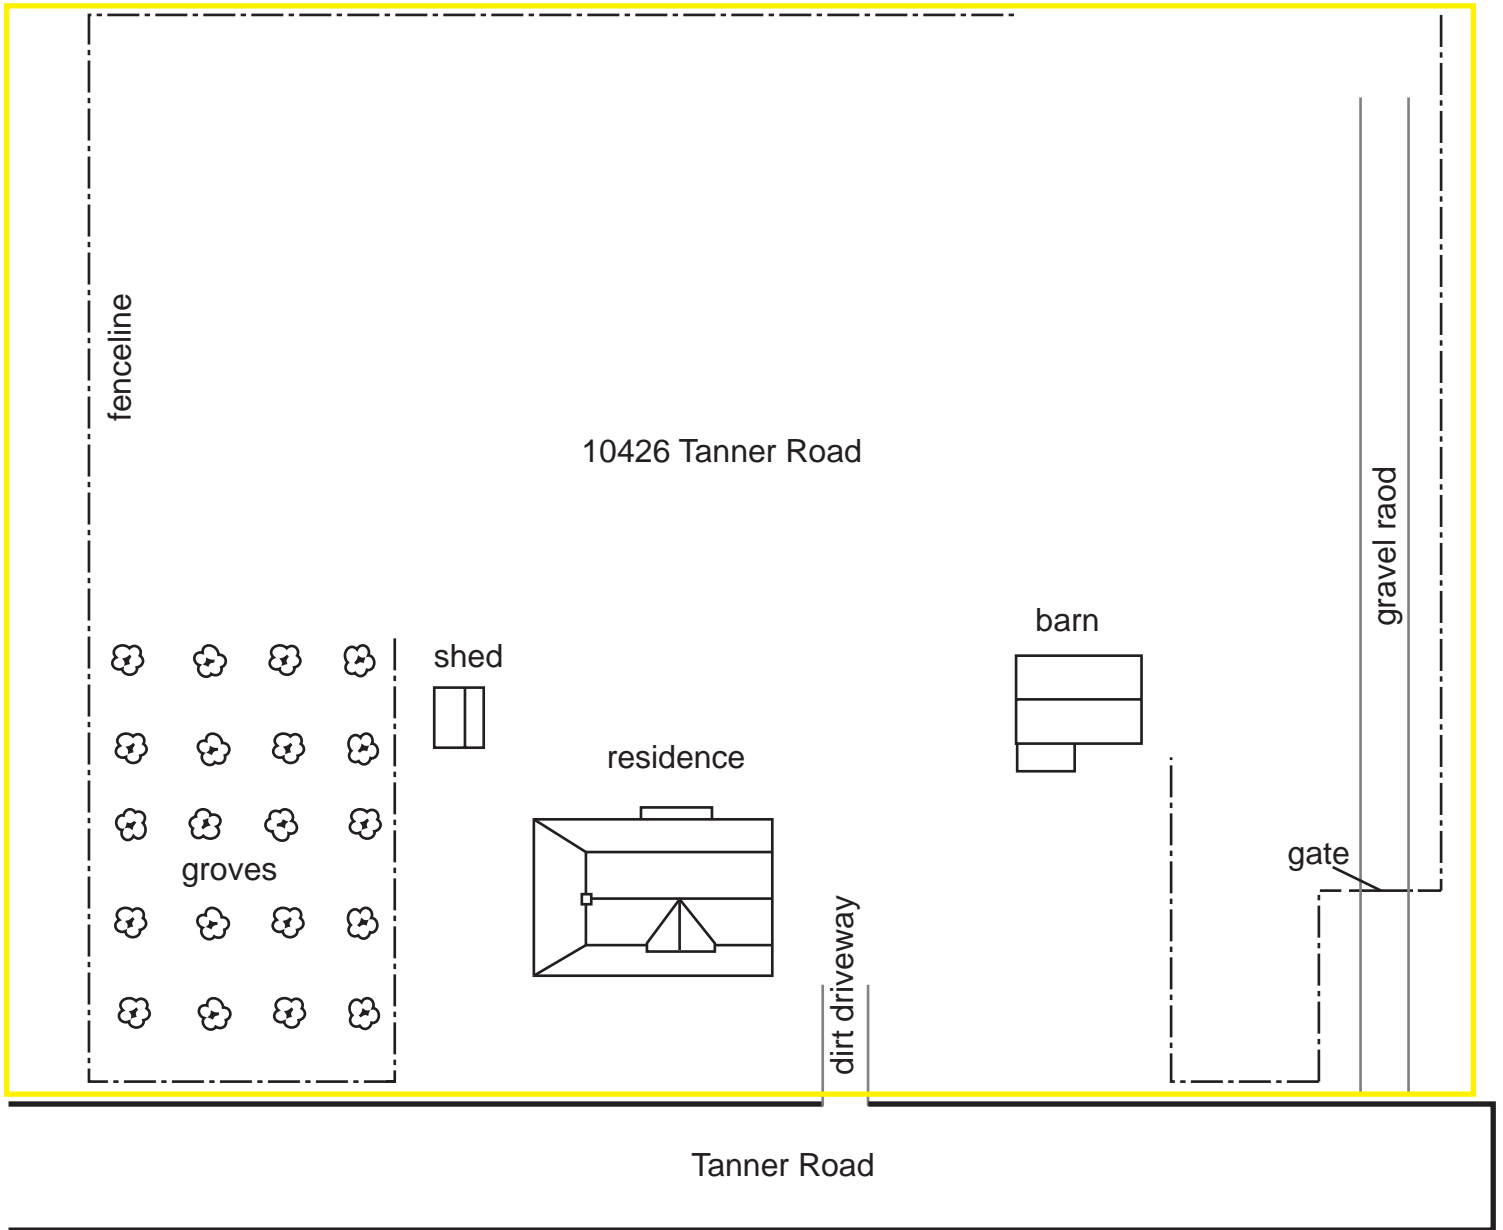 fenceline
10426 Tanner Road
gravel raod
barn
shed
residence
gate
groves
dirt driveway
Tanner Road